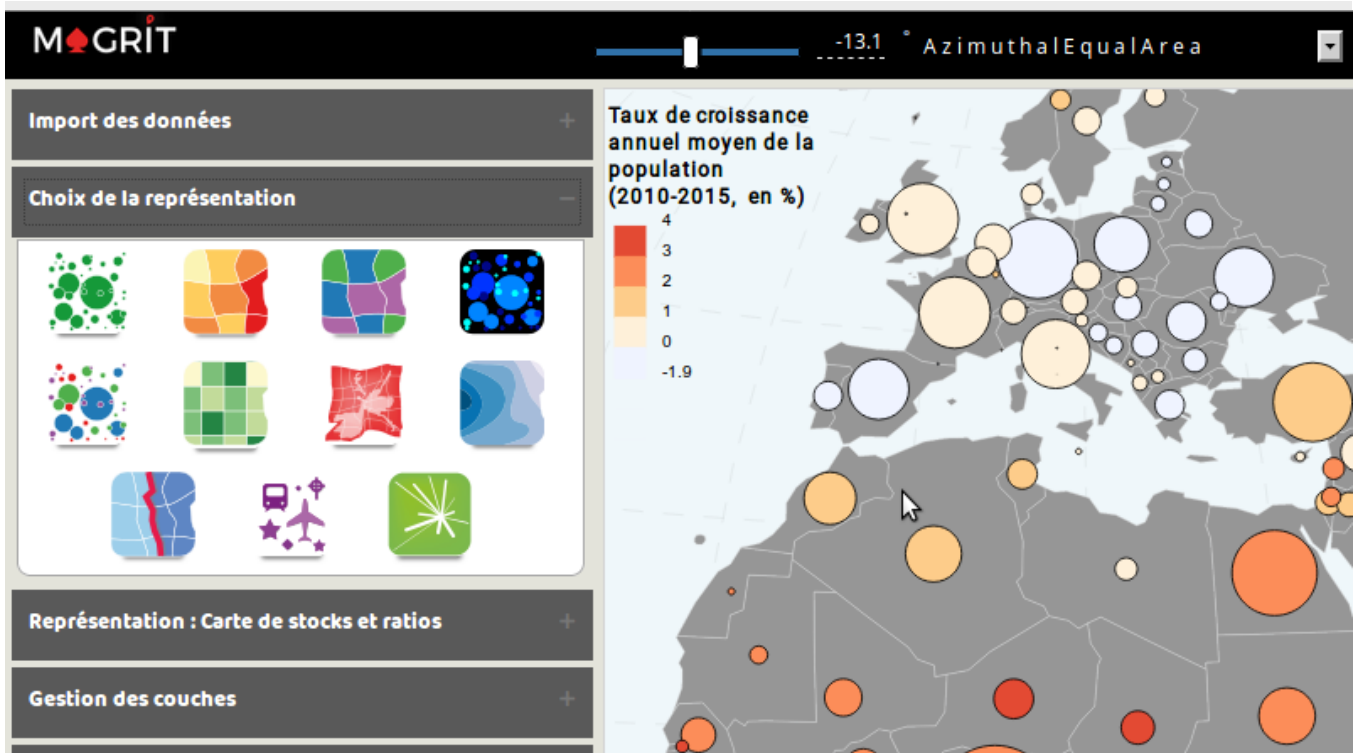 MAGRIT
-13.1 ° AzimuthalEqualArea
Import des données +
Choix de la représentation –
Représentation : Carte de stocks et ratios +
Gestion des couches +
Taux de croissance
annuel moyen de la
population
(2010-2015, en %)
4
3
2
1
0
-1.9